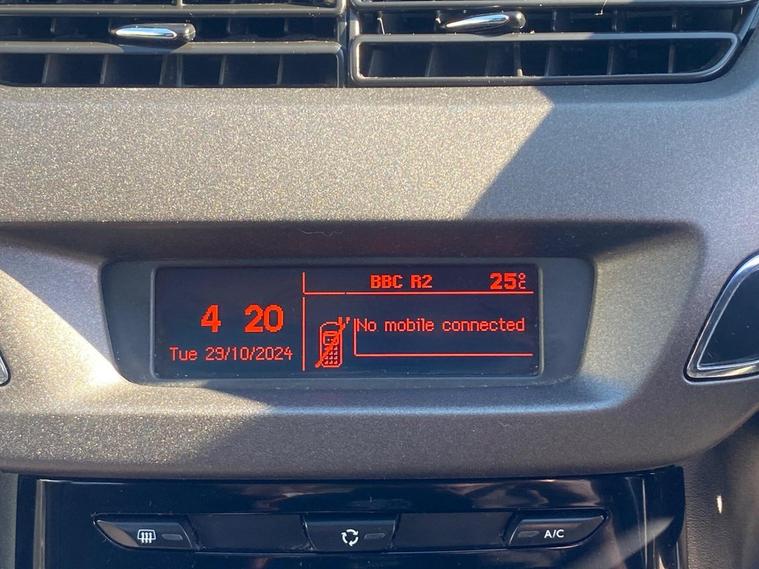 BBC R2 25°C
4 20
No mobile connected
Tue 29/10/2024
A/C